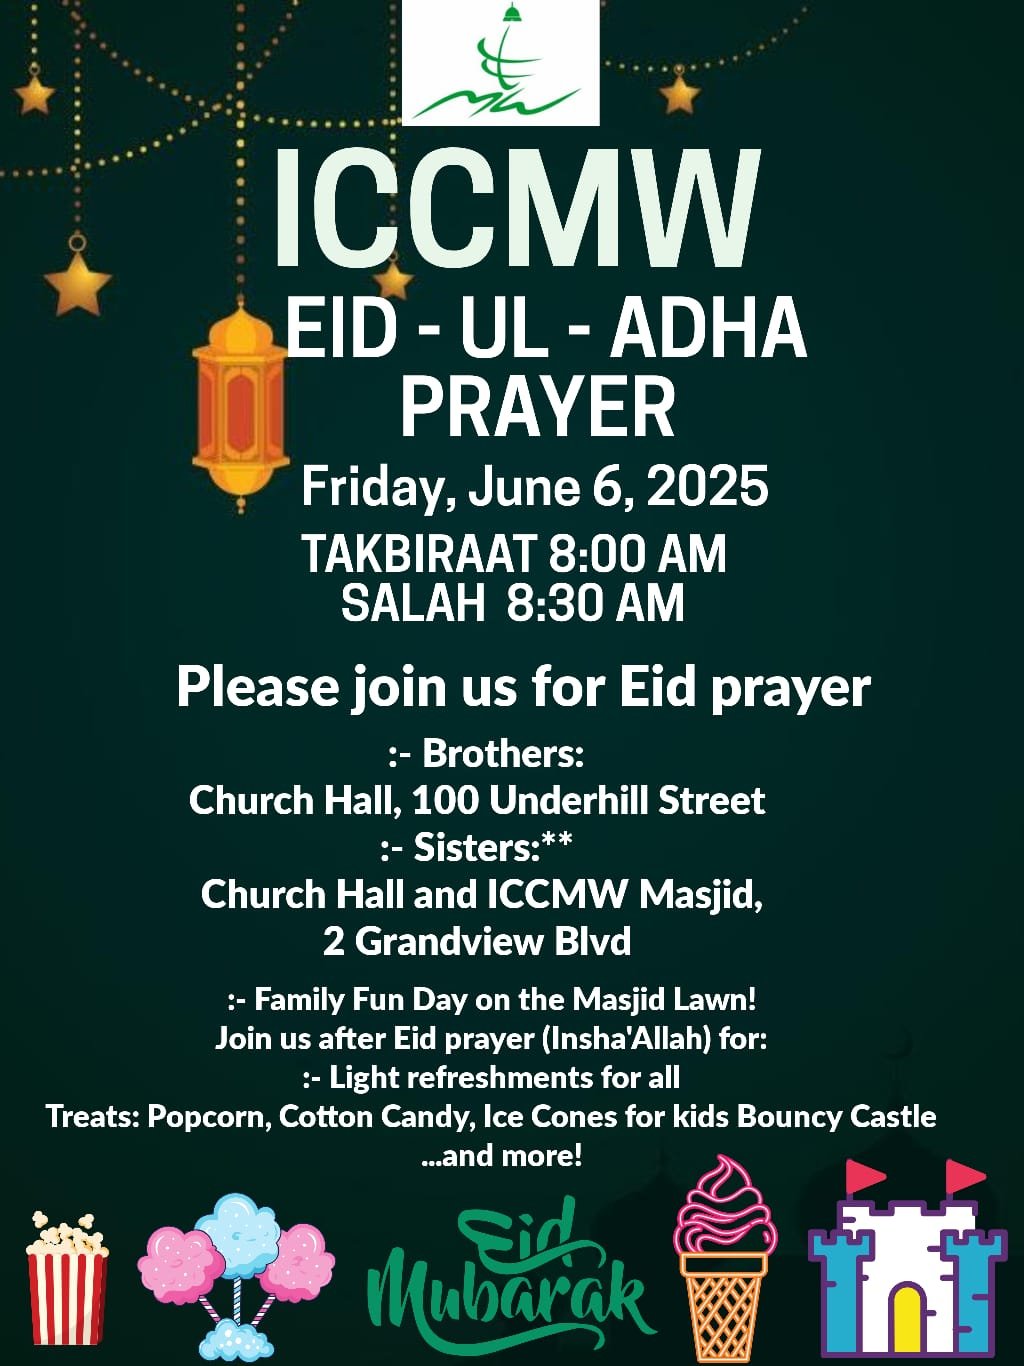 MW
ICCMW
EID - UL - ADHA
PRAYER
Friday, June 6, 2025
TAKBIRAAT 8:00 AM
SALAH 8:30 AM
Please join us for Eid prayer
:- Brothers:
Church Hall, 100 Underhill Street
:- Sisters:**
Church Hall and ICCMW Masjid,
2 Grandview Blvd
:- Family Fun Day on the Masjid Lawn!
Join us after Eid prayer (Insha'Allah) for:
:- Light refreshments for all
Treats: Popcorn, Cotton Candy, Ice Cones for kids Bouncy Castle
...and more!
Eid
Mubarak